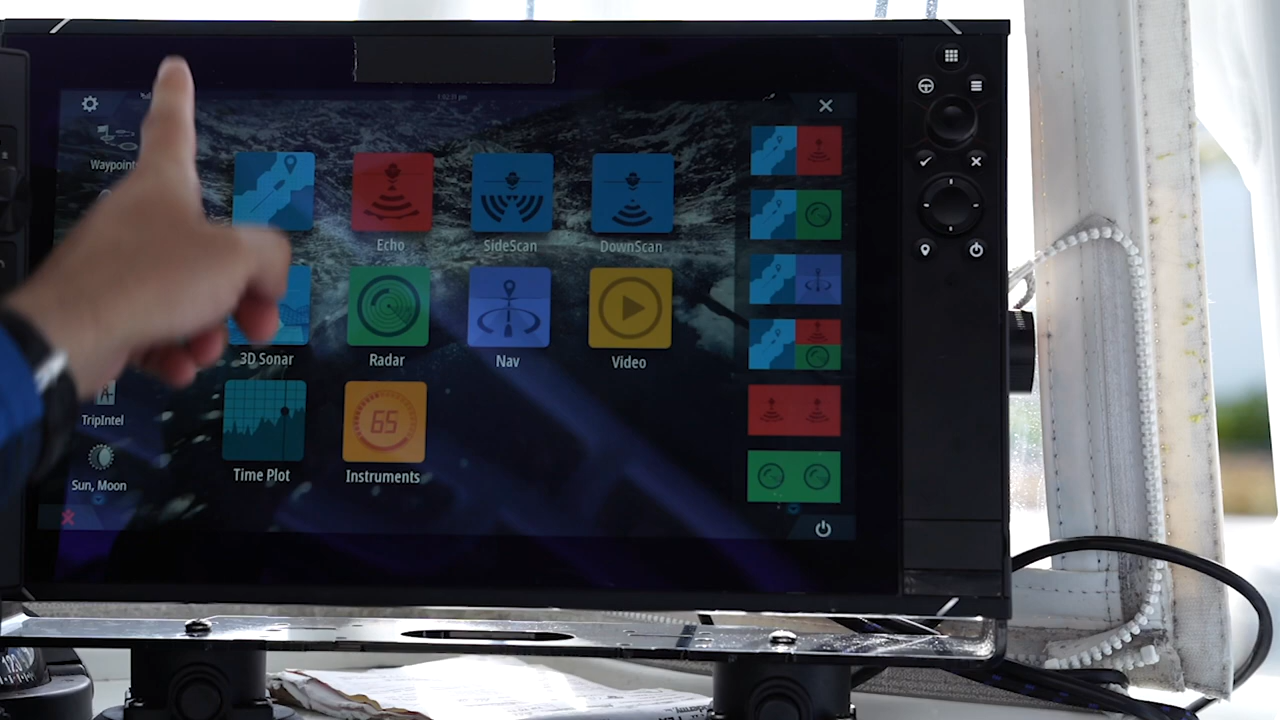 Waypoint
Echo
SideScan
DownScan
3D Sonar
Radar
Nav
Video
TripIntel
A
65
Time Plot
Instruments
Sun, Moon